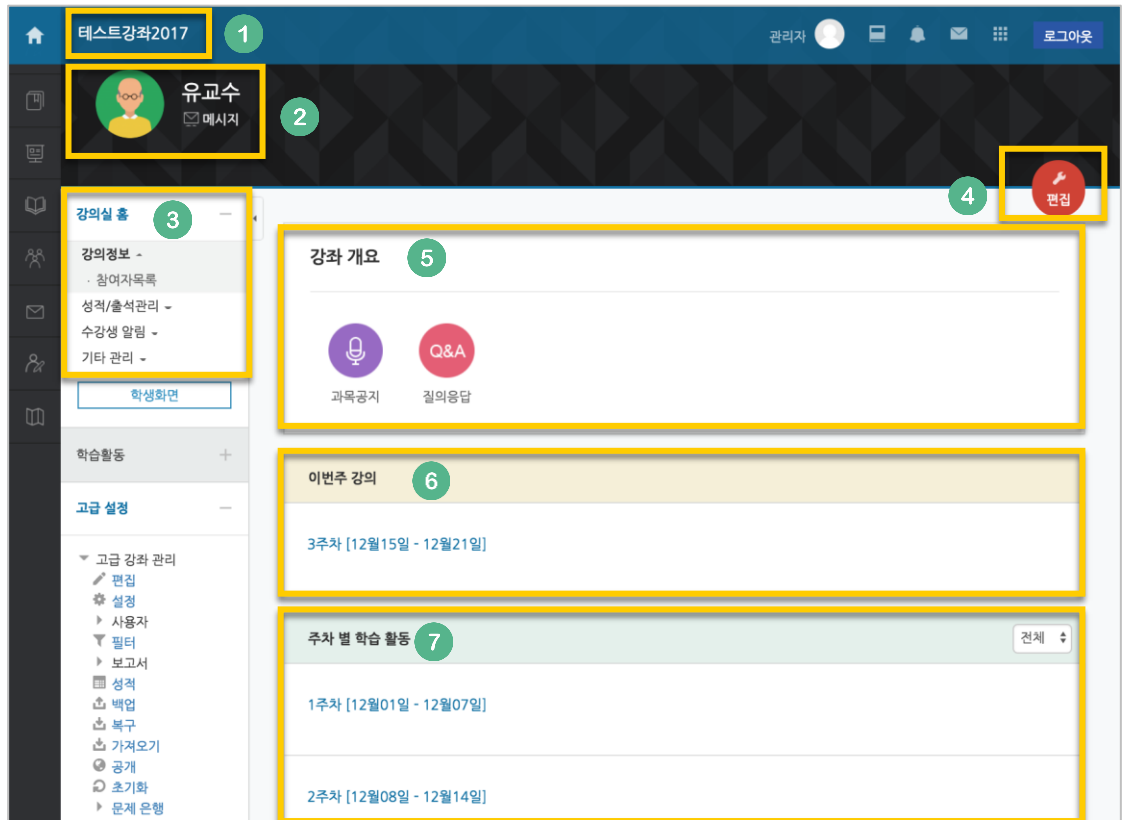 테스트강좌2017
1
관리자
로그아웃
유교수
메시지
2
4
편집
강의실 홈
3
강의정보
· 참여자목록
성적/출석관리
수강생 알림
기타 관리
학생화면
학습활동
고급 설정
고급 강좌 관리
편집
설정
사용자
필터
보고서
성적
백업
복구
가져오기
공개
초기화
문제 은행
강좌 개요
5
Q&A
과목공지
질의응답
이번주 강의
6
3주차 [12월15일 - 12월21일]
주차 별 학습 활동
7
전체
1주차 [12월01일 - 12월07일]
2주차 [12월08일 - 12월14일]